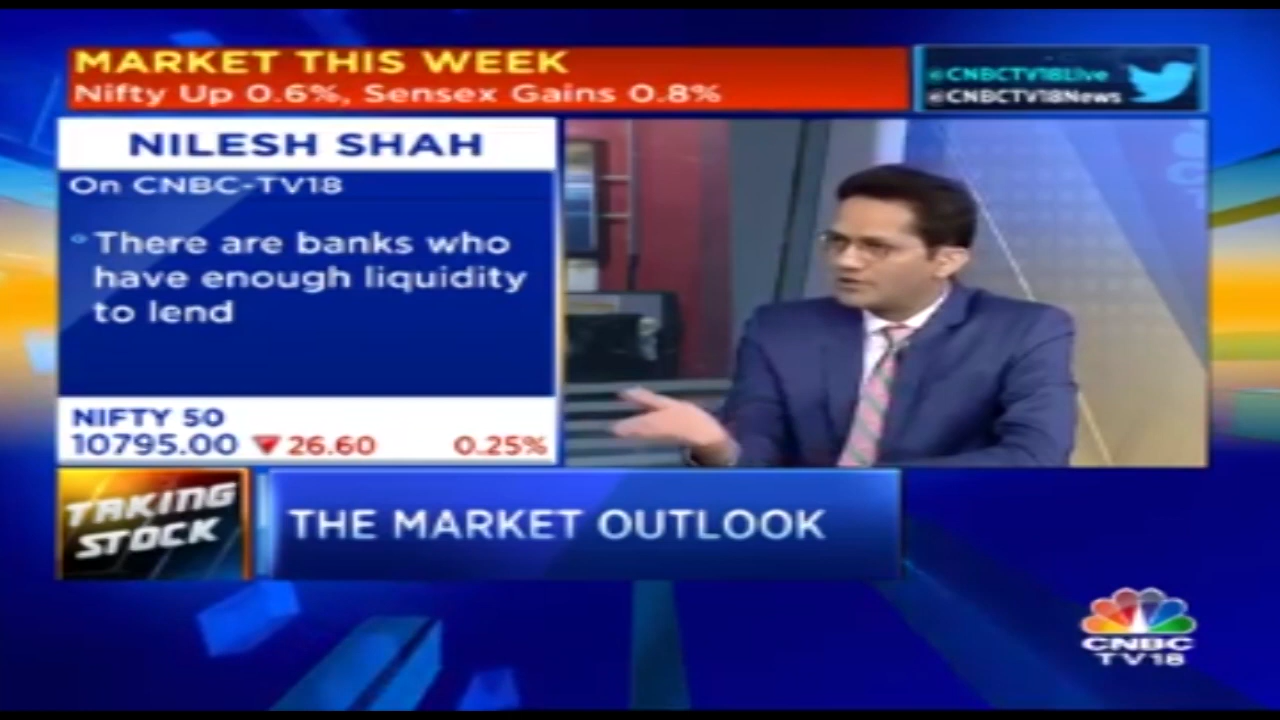 MARKET THIS WEEK
Nifty Up 0.6%, Sensex Gains 0.8%
@CNBCTV18Live
@CNBCTV18News
NILESH SHAH
On CNBC-TV18
There are banks who
have enough liquidity
to lend
NIFTY 50
10795.00 ▼ 26.60 0.25%
TAKING
STOCK
THE MARKET OUTLOOK
CNBC
TV18